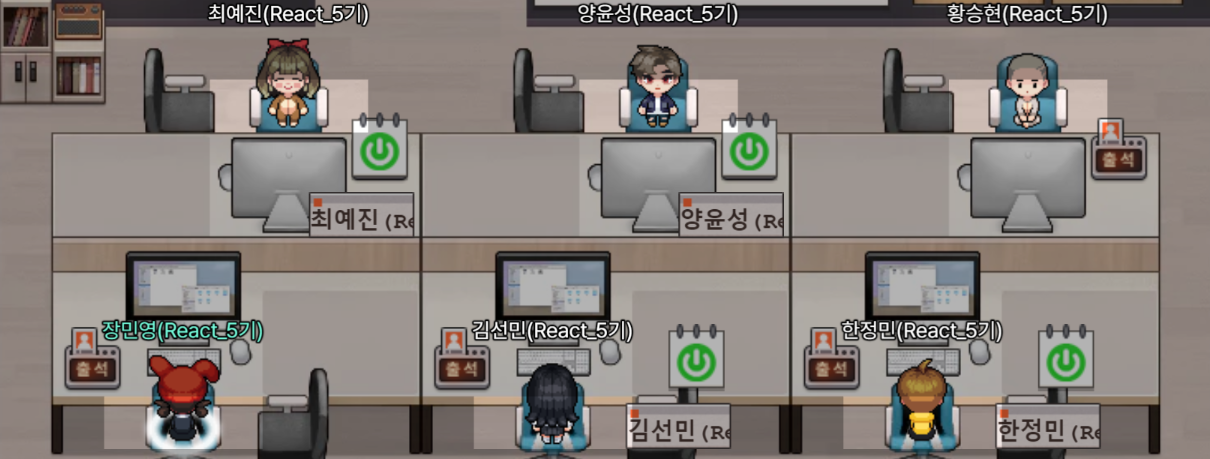 최예진(React_5기)
양윤성(React_5기)
황승현(React_5기)
출석
최예진 (Re
양윤성 (Re
장민영(React_5기)
김선민(React_5기)
한정민(React_5기)
출석
출석
출석
김선민 (Re
한정민 (Re